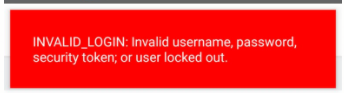 INVALID_LOGIN: Invalid username, password,
security token; or user locked out.